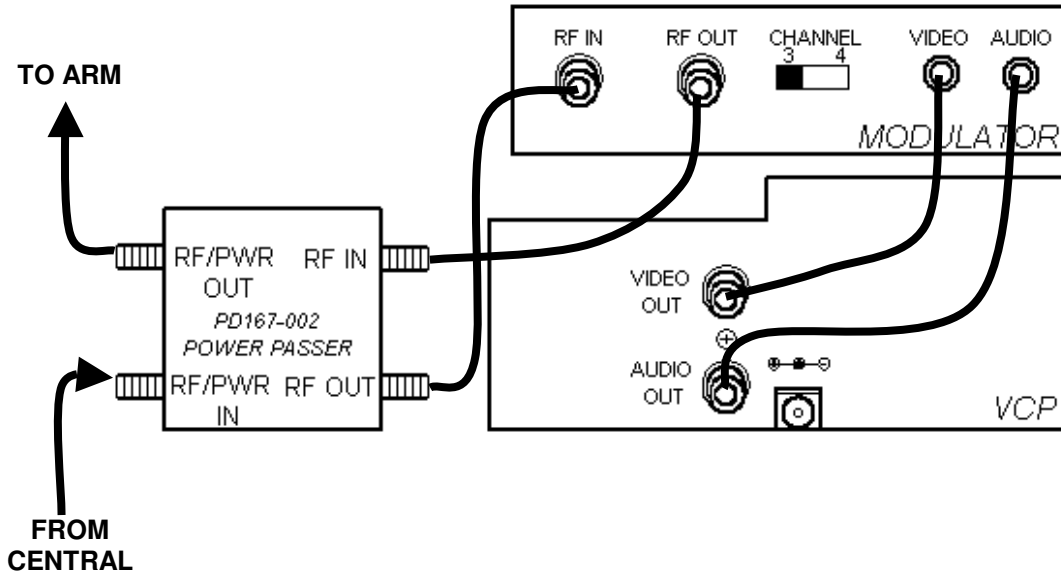 RF IN RF OUT CHANNEL VIDEO AUDIO
3 4
MODULATOR
TO ARM
RF/PWR
OUT
RF IN
PD167-002
POWER PASSER
RF/PWR
IN
RF OUT
VIDEO
OUT
AUDIO
OUT
VCP
FROM
CENTRAL